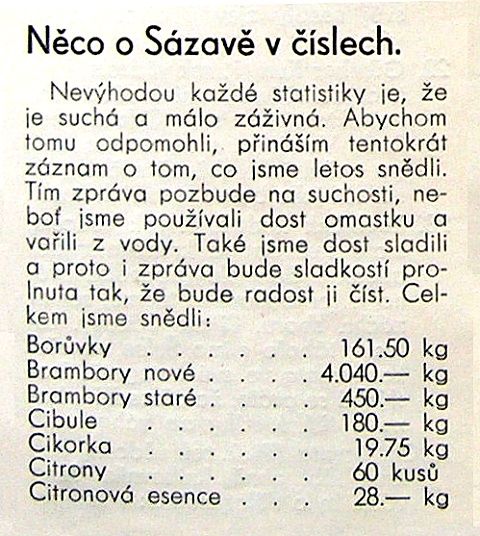 Něco o Sázavě v číslech.
Nevýhodou každé statistiky je, že
je suchá a málo záživná. Abychom
tomu odpomohli, přináším tentokrát
záznam o tom, co jsme letos snědli.
Tím zpráva pozbude na suchosti, ne-
boť jsme používali dost omastku a
vařili z vody. Také jsme dost sladili
a proto i zpráva bude sladkostí pro-
lnuta tak, že bude radost ji číst. Cel-
kem jsme snědli:
Borůvky . . . . . . 161.50 kg
Brambory nové . . . . 4.040.— kg
Brambory staré . . . . 450.— kg
Cibule . . . . . . 180.— kg
Cikorka . . . . . . 19.75 kg
Citrony . . . . . . 60 kusů
Citronová esence . . . 28.— kg